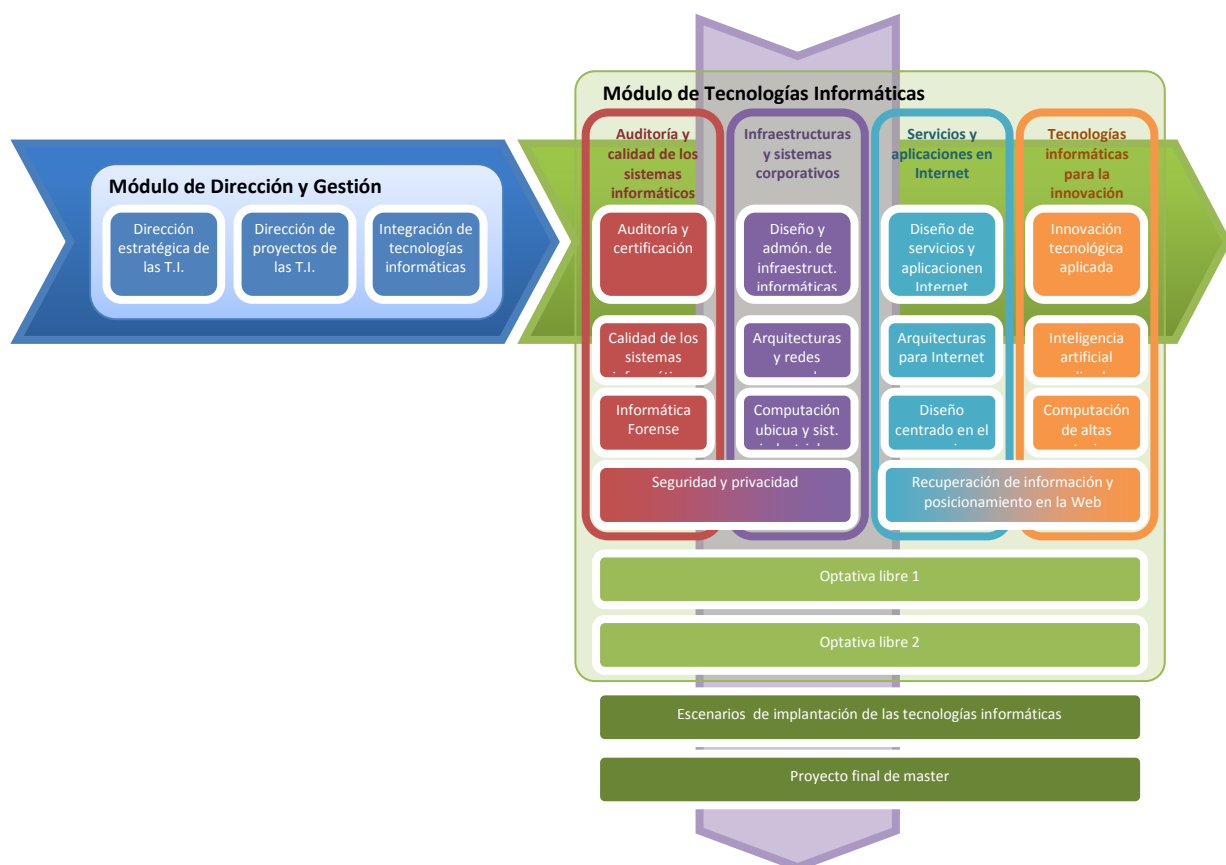 Módulo de Tecnologías Informáticas
Módulo de Dirección y Gestión
Dirección
estratégica de
las T.I.
Dirección de
proyectos de
las T.I.
Integración de
tecnologías
informáticas
Auditoría y
calidad de los
sistemas
informáticos
Auditoría y
certificación
Calidad de los
sistemas
Informática
Forense
Infraestructuras
y sistemas
corporativos
Diseño y
admón. de
infraestruct.
informáticas
Arquitecturas
y redes
Computación
ubicua y sist.
Servicios y
aplicaciones en
Internet
Diseño de
servicios y
aplicacionen
Internet
Arquitecturas
para Internet
Diseño
centrado en el
Tecnologías
informáticas
para la
innovación
Innovación
tecnológica
aplicada
Inteligencia
artificial
Computación
de altas
Seguridad y privacidad
Recuperación de información y
posicionamiento en la Web
Optativa libre 1
Optativa libre 2
Escenarios de implantación de las tecnologías informáticas
Proyecto final de master